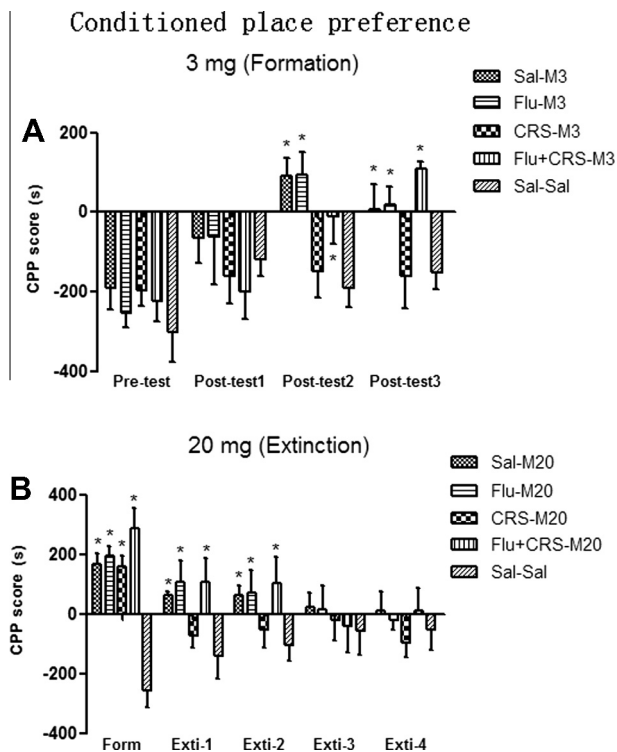 Conditioned place preference
3 mg (Formation)
Sal-M3
Flu-M3
CRS-M3
Flu+CRS-M3
Sal-Sal
A
CPP score (s)
200
0
-200
-400
* * * * * *
*
Pre-test Post-test1 Post-test2 Post-test3
20 mg (Extinction)
Sal-M20
Flu-M20
CRS-M20
Flu+CRS-M20
Sal-Sal
B
CPP score (s)
400
200
0
-200
-400
* * * * * * * * * *
Form Exti-1 Exti-2 Exti-3 Exti-4